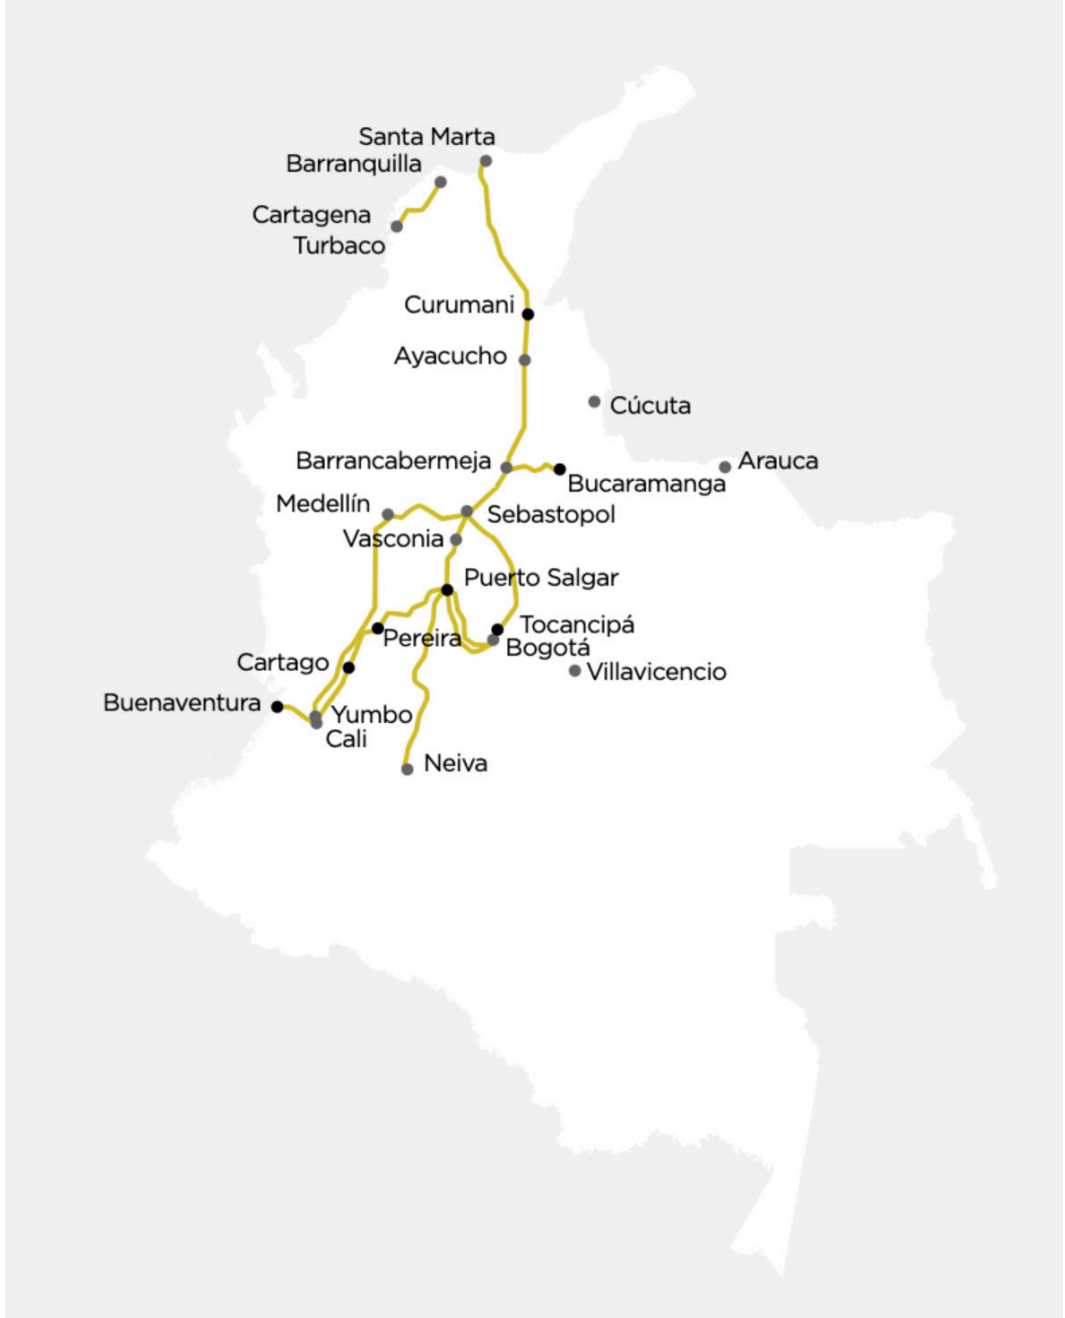 Santa Marta
Barranquilla
Cartagena
Turbaco
Curumani
Ayacucho
Cúcuta
Barrancabermeja
Arauca
Bucaramanga
Medellín
Sebastopol
Vasconia
Puerto Salgar
Tocancipá
Pereira
Bogotá
Cartago
Villavicencio
Buenaventura
Yumbo
Cali
Neiva